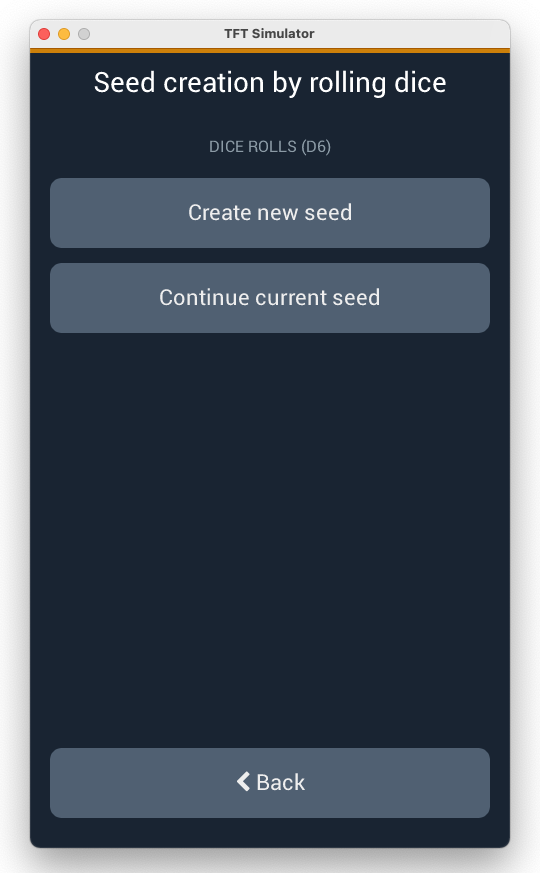 TFT Simulator
Seed creation by rolling dice
DICE ROLLS (D6)
Create new seed
Continue current seed
Back